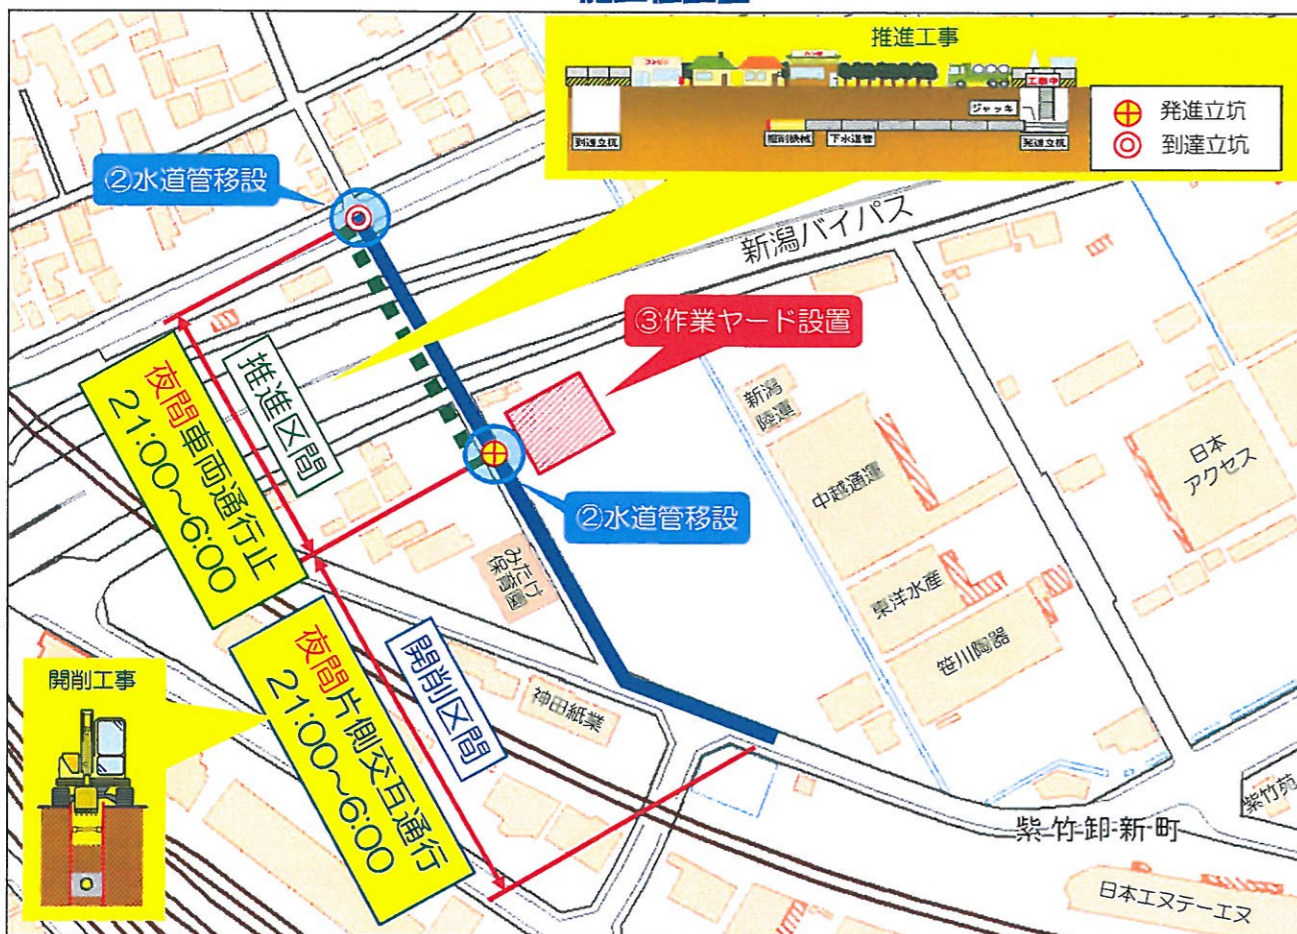 推進工事
コンビニ
工事中
ジャッキ
到達立坑
掘削機械
下水道管
発進立坑
発進立坑
到達立坑
②水道管移設
新潟バイパス
③作業ヤード設置
推進区間
夜間車両通行止
21:00~6:00
②水道管移設
新潟
陸運
中越通運
日本
アクセス
みたけ
保育園
東洋水産
笹川陶器
開削区間
夜間片側交互通行
21:00~6:00
神田紙業
開削工事
紫竹卸新町
紫竹苑
日本エヌテーエヌ